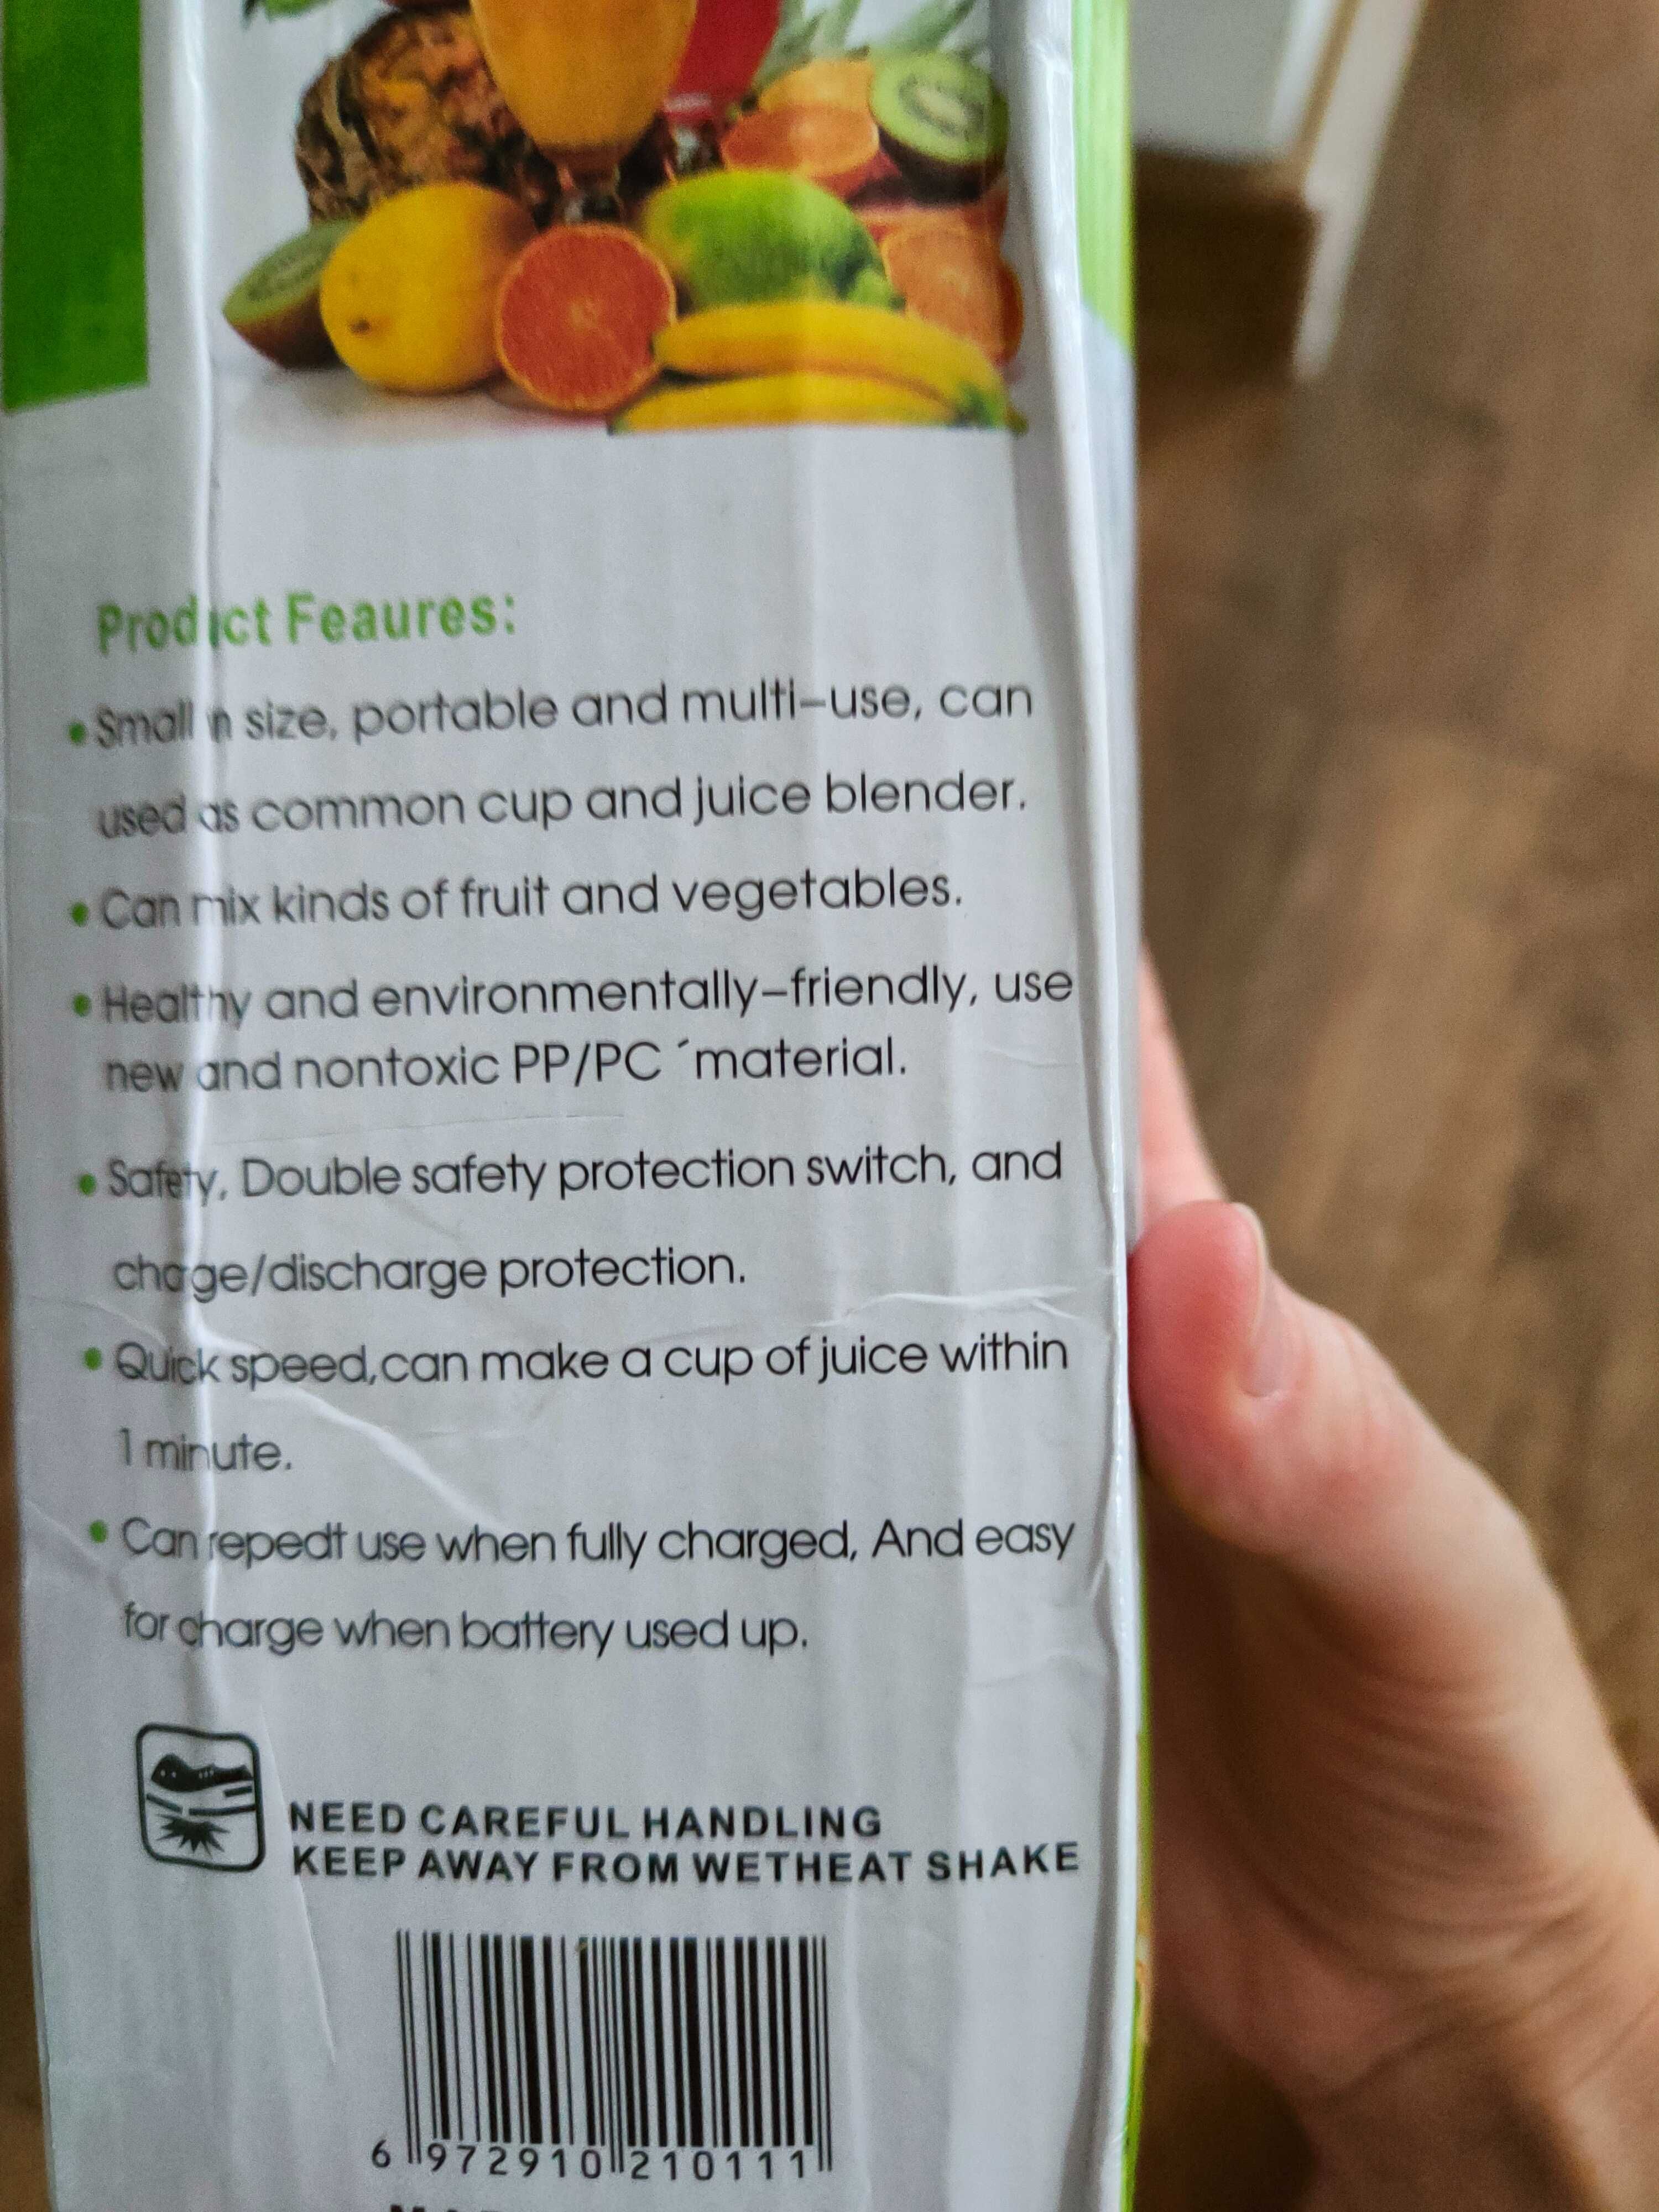 Product Feaures:
•Small in size, portable and multi-use, can
used as common cup and juice blender.
•Can mix kinds of fruit and vegetables.
•Healthy and environmentally-friendly, use
new and nontoxic PP/PC ´material.
•Safety, Double safety protection switch, and
chage/discharge protection.
•Quick speed,can make a cup of juice within
1 minute.
•Can repedt use when fully charged, And easy
for charge when battery used up.
NEED CAREFUL HANDLING
KEEP AWAY FROM WETHEAT SHAKE
6 972910 210111